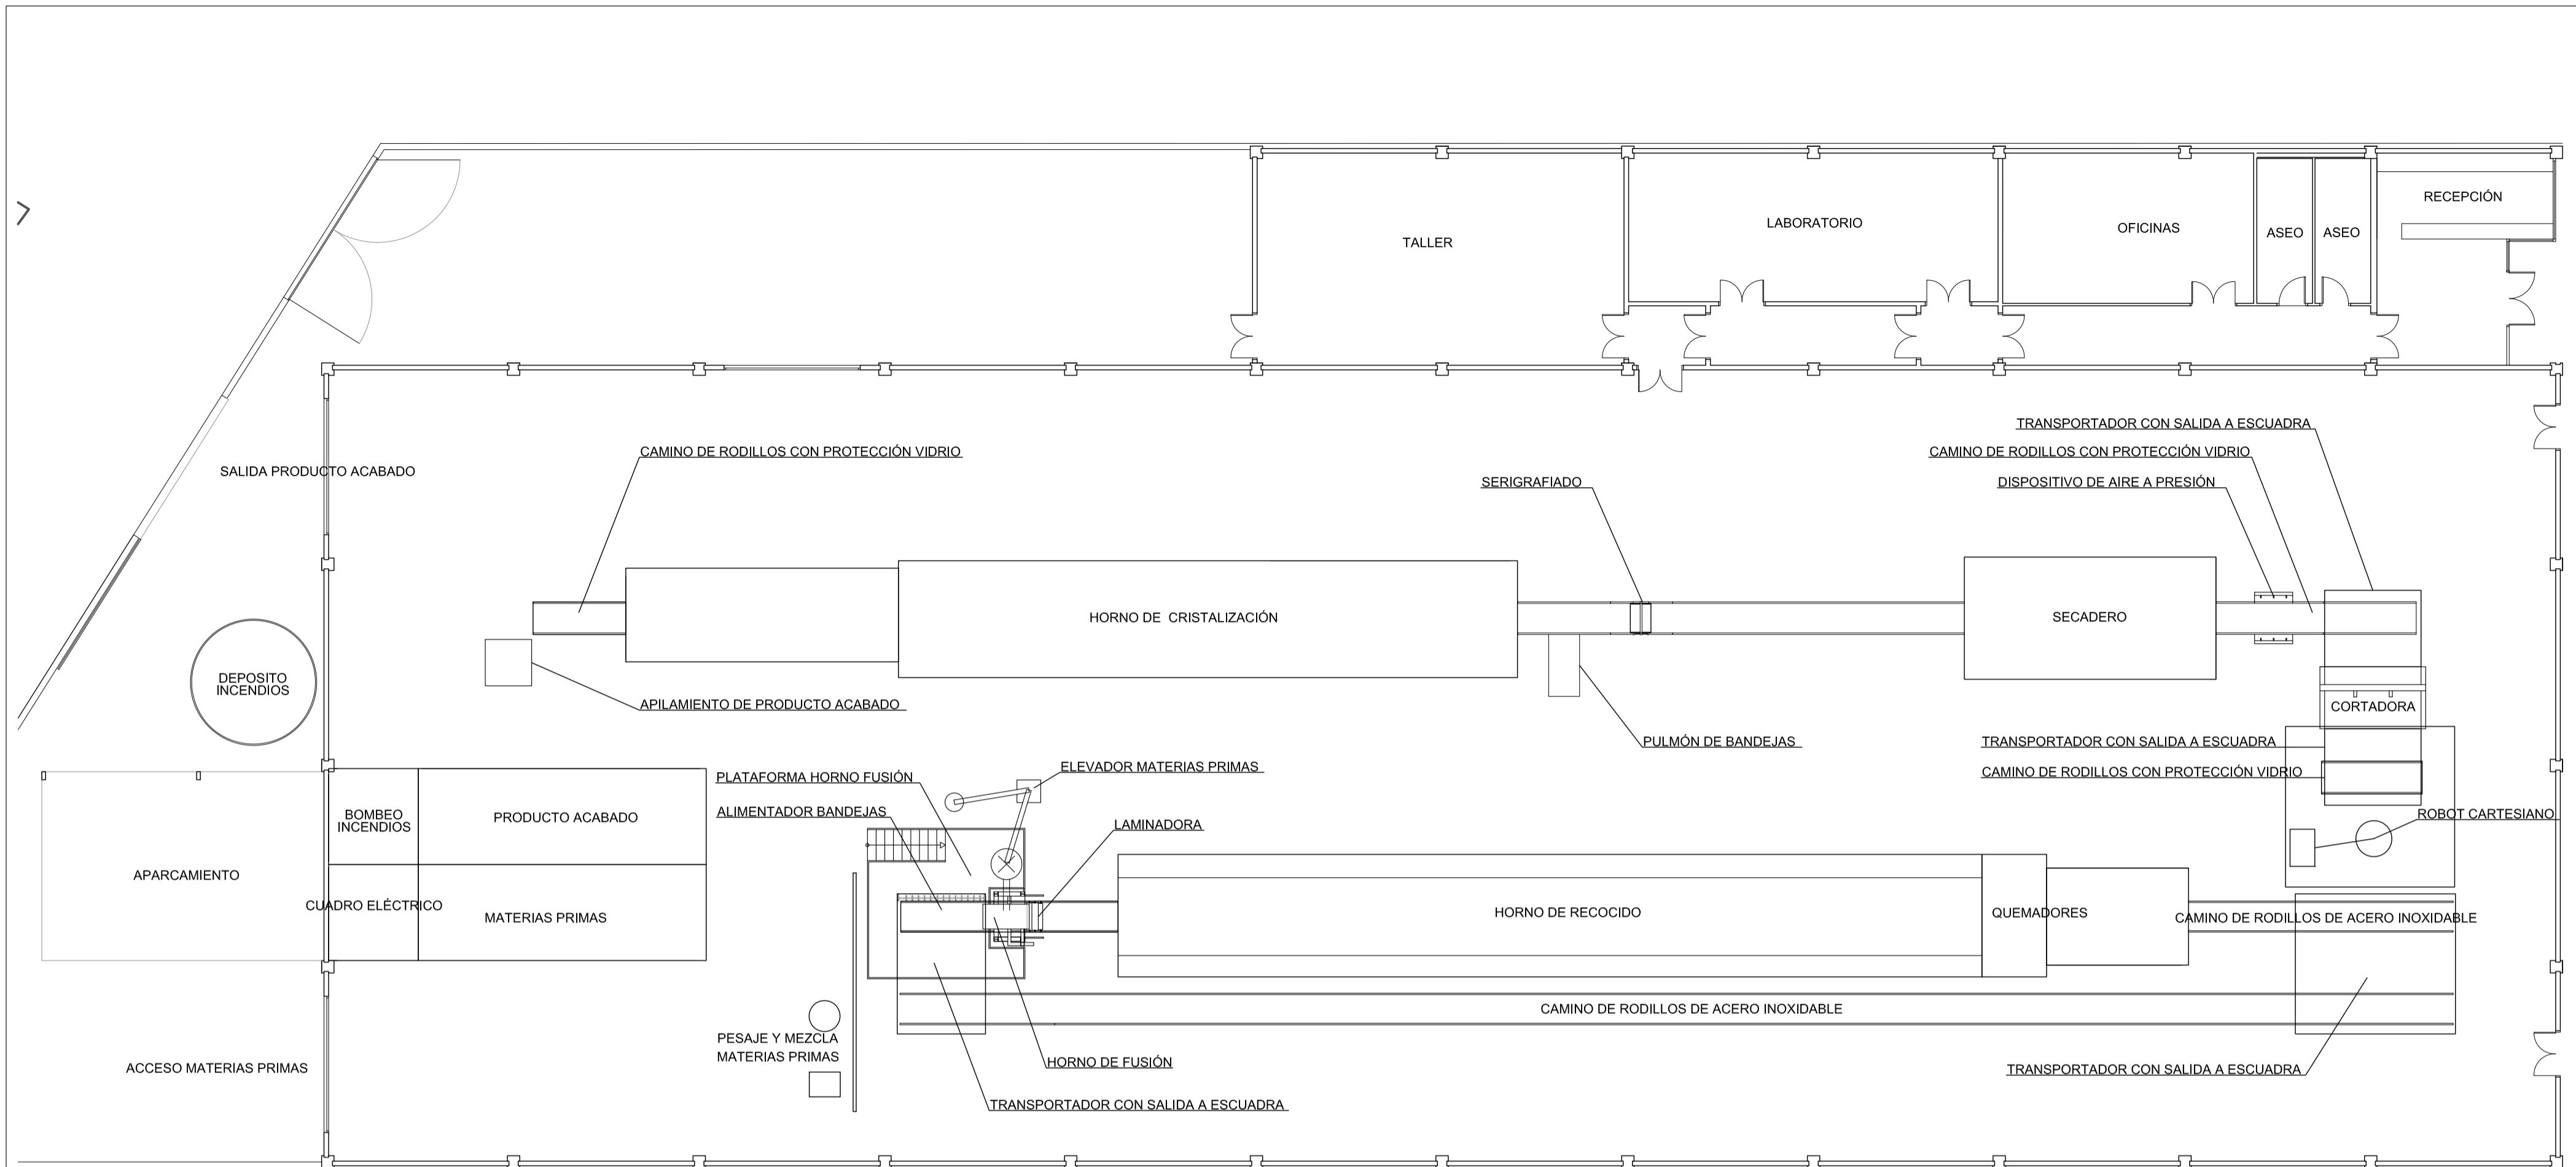 RECEPCIÓN
LABORATORIO
OFICINAS
ASEO
ASEO
TALLER
TRANSPORTADOR CON SALIDA A ESCUADRA
CAMINO DE RODILLOS CON PROTECCIÓN VIDRIO
CAMINO DE RODILLOS CON PROTECCIÓN VIDRIO
SALIDA PRODUCTO ACABADO
SERIGRAFIADO
DISPOSITIVO DE AIRE A PRESIÓN
HORNO DE CRISTALIZACIÓN
SECADERO
DEPOSITO
INCENDIOS
APILAMIENTO DE PRODUCTO ACABADO
CORTADORA
PULMÓN DE BANDEJAS
TRANSPORTADOR CON SALIDA A ESCUADRA
ELEVADOR MATERIAS PRIMAS
PLATAFORMA HORNO FUSIÓN
CAMINO DE RODILLOS CON PROTECCIÓN VIDRIO
ALIMENTADOR BANDEJAS
BOMBEO
INCENDIOS
PRODUCTO ACABADO
LAMINADORA
ROBOT CARTESIANO
APARCAMIENTO
CUADRO ELÉCTRICO
MATERIAS PRIMAS
HORNO DE RECOCIDO
QUEMADORES
CAMINO DE RODILLOS DE ACERO INOXIDABLE
CAMINO DE RODILLOS DE ACERO INOXIDABLE
PESAJE Y MEZCLA
MATERIAS PRIMAS
HORNO DE FUSIÓN
ACCESO MATERIAS PRIMAS
TRANSPORTADOR CON SALIDA A ESCUADRA
TRANSPORTADOR CON SALIDA A ESCUADRA